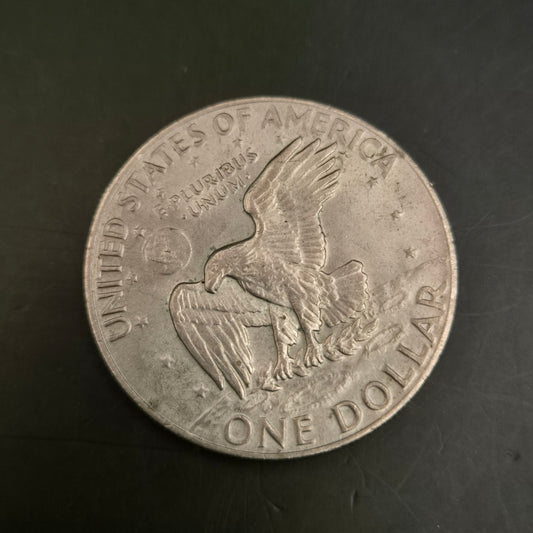 UNITED STATES OF AMERICA
E PLURIBUS
UNUM
ONE DOLLAR